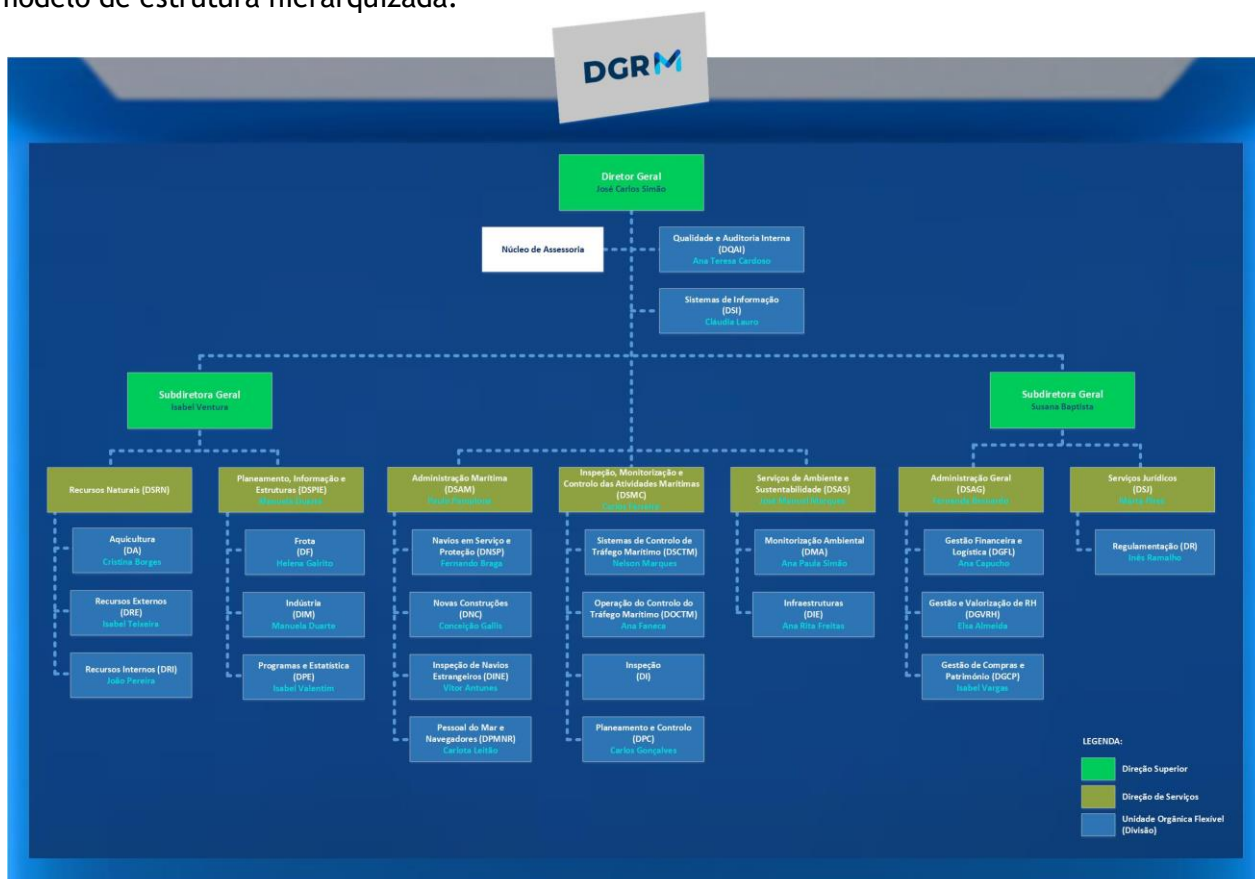 modelo de estrutura hierarquizada.
DGRM
Diretor Geral
José Carlos Simão
Núcleo de Assessoria
Qualidade e Auditoria Interna
(DQAI)
Ana Teresa Cardoso
Sistemas de Informação
(DSI)
Cláudia Lauro
Subdiretora Geral
Isabel Ventura
Subdiretora Geral
Susana Baptista
Recursos Naturais (DSRN)
Planeamento, Informação e
Estruturas (DSPIE)
Manuela
Administração Marítima
(DSAM)
Inspeção, Monitorização e
Controlo das Atividades Marítimas
(DSMC)
Carlos
Serviços de Ambiente e
Sustentabilidade (DSAS)
José Manuel Marques
Administração Geral
(DSAG)
Fernanda
Serviços Jurídicos
(DSJ)
Marta
Aquicultura
(DA)
Cristina Borges
Recursos Externos
(DRE)
Isabel Teixeira
Recursos Internos (DRI)
João Pereira
Frota
(DF)
Helena Gairito
Indústria
(DIM)
Manuela Duarte
Programas e Estatística
(DPE)
Isabel Valentim
Navios em Serviço e
Proteção (DNSP)
Fernando Braga
Novas Construções
(DNC)
Conceição Gallis
Inspeção de Navios
Estrangeiros (DINE)
Vitor Antunes
Pessoal do Mar e
Navegadores (DPMNR)
Carlota Leitão
Sistemas de Controlo de
Tráfego Marítimo (DSCTM)
Nelson Marques
Operação do Controlo do
Tráfego Marítimo (DOCTM)
Ana Faneca
Inspeção
(DI)
Planeamento e Controlo
(DPC)
Carlos Gonçalves
Monitorização Ambiental
(DMA)
Ana Paula Simão
Infraestruturas
(DIE)
Ana Rita Freitas
Gestão Financeira e
Logística (DGFL)
Ana Capucho
Gestão e Valorização de RH
(DGVRH)
Elsa Almeida
Gestão de Compras e
Património (DGCP)
Isabel Vargas
Regulamentação (DR)
Inês Ramalho
LEGENDA:
Direção Superior
Direção de Serviços
Unidade Orgânica Flexível
(Divisão)